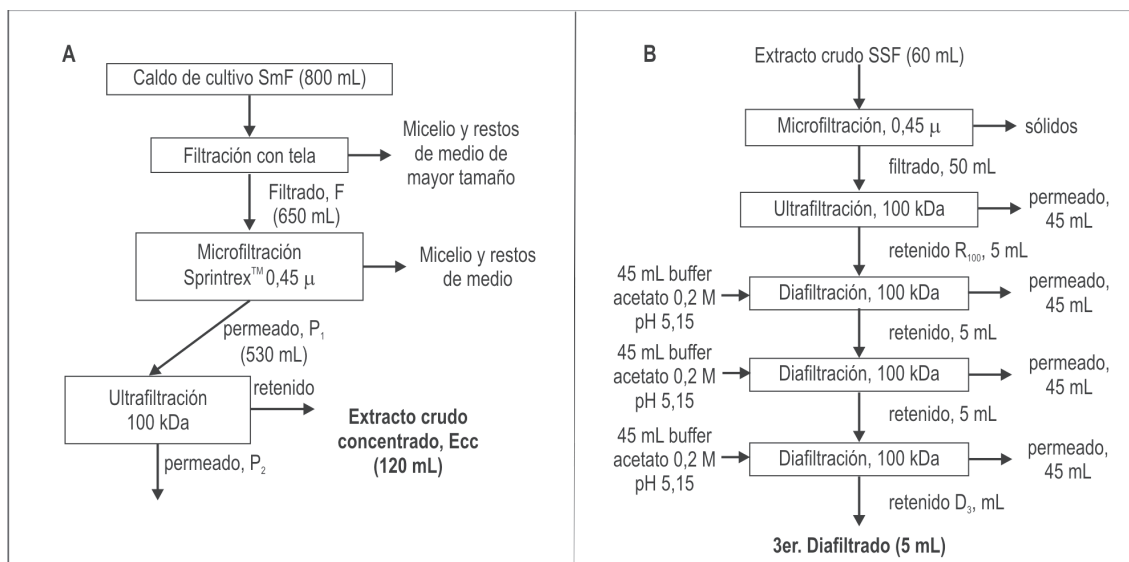 A
Caldo de cultivo SmF (800 mL)
Filtración con tela
Micelio y restos
de medio de
mayor tamaño
Filtrado, F
(650 mL)
Microfiltración
Sprintrex™ 0,45 μ
Micelio y restos
de medio
permeado, P₁
(530 mL)
Ultrafiltración
100 kDa
retenido
Extracto crudo
concentrado, Ecc
(120 mL)
permeado, P₂
B
Extracto crudo SSF (60 mL)
Microfiltración, 0,45 μ
sólidos
filtrado, 50 mL
Ultrafiltración, 100 kDa
permeado,
45 mL
retenido R₁₀₀, 5 mL
45 mL buffer
acetato 0,2 M
pH 5,15
Diafiltración, 100 kDa
permeado,
45 mL
retenido, 5 mL
45 mL buffer
acetato 0,2 M
pH 5,15
Diafiltración, 100 kDa
permeado,
45 mL
retenido, 5 mL
45 mL buffer
acetato 0,2 M
pH 5,15
Diafiltración, 100 kDa
permeado,
45 mL
retenido D₃, mL
3er. Diafiltrado (5 mL)